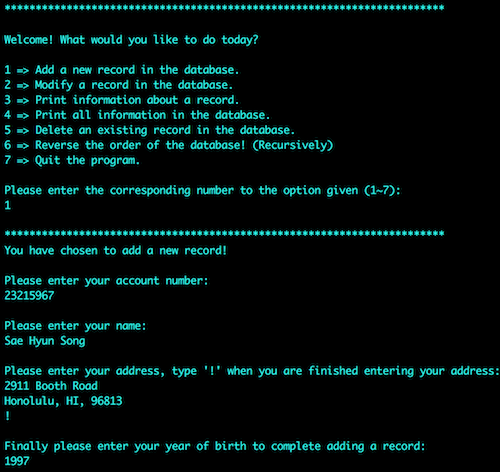 ***********************************************************************
Welcome! What would you like to do today?
1 => Add a new record in the database.
2 => Modify a record in the database.
3 => Print information about a record.
4 => Print all information in the database.
5 => Delete an existing record in the database.
6 => Reverse the order of the database! (Recursively)
7 => Quit the program.
Please enter the corresponding number to the option given (1~7):
1
***********************************************************************
You have chosen to add a new record!
Please enter your account number:
23215967
Please enter your name:
Sae Hyun Song
Please enter your address, type '!' when you are finished entering your address:
2911 Booth Road
Honolulu, HI, 96813
!
Finally please enter your year of birth to complete adding a record:
1997